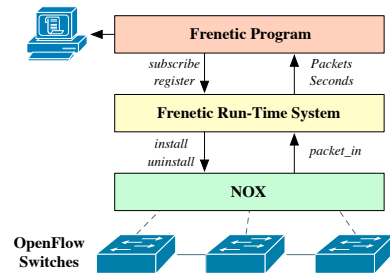 Frenetic Program
subscribe
register
Packets
Seconds
Frenetic Run-Time System
install
uninstall
packet_in
NOX
OpenFlow
Switches